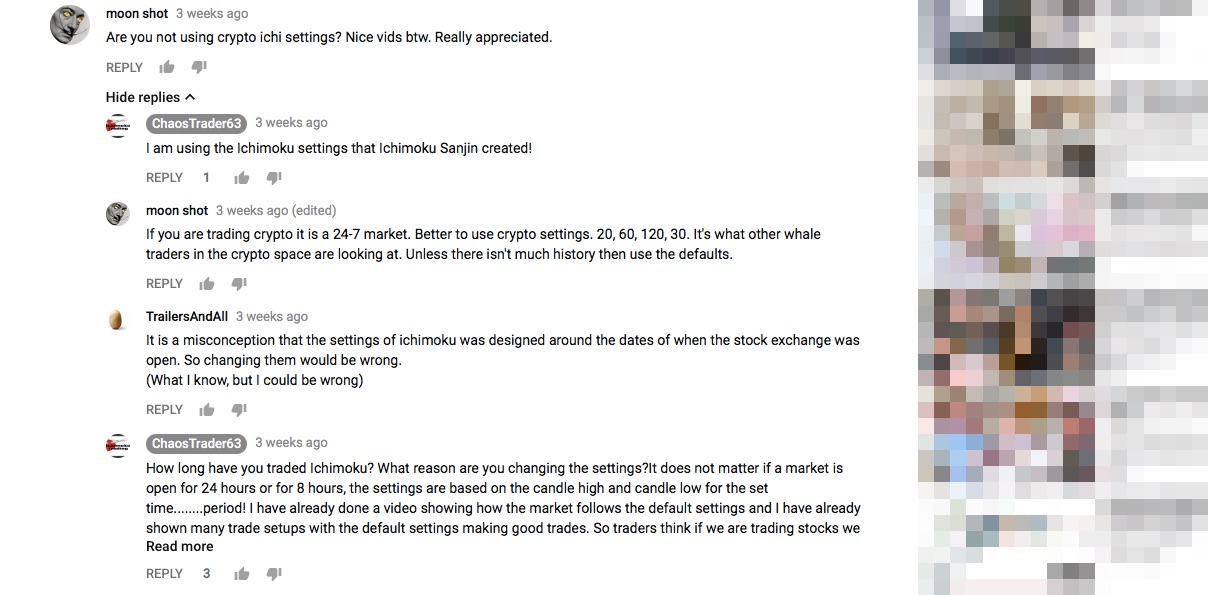 moon shot 3 weeks ago
Are you not using crypto ichi settings? Nice vids btw. Really appreciated.
REPLY
Hide replies
ChaosTrader63 3 weeks ago
I am using the Ichimoku settings that Ichimoku Sanjin created!
REPLY 1
moon shot 3 weeks ago (edited)
If you are trading crypto it is a 24-7 market. Better to use crypto settings. 20, 60, 120, 30. It's what other whale
traders in the crypto space are looking at. Unless there isn't much history then use the defaults.
REPLY
TrailersAndAll 3 weeks ago
It is a misconception that the settings of ichimoku was designed around the dates of when the stock exchange was
open. So changing them would be wrong.
(What I know, but I could be wrong)
REPLY
ChaosTrader63 3 weeks ago
How long have you traded Ichimoku? What reason are you changing the settings?It does not matter if a market is
open for 24 hours or for 8 hours, the settings are based on the candle high and candle low for the set
time........period! I have already done a video showing how the market follows the default settings and I have already
shown many trade setups with the default settings making good trades. So traders think if we are trading stocks we
Read more
REPLY 3